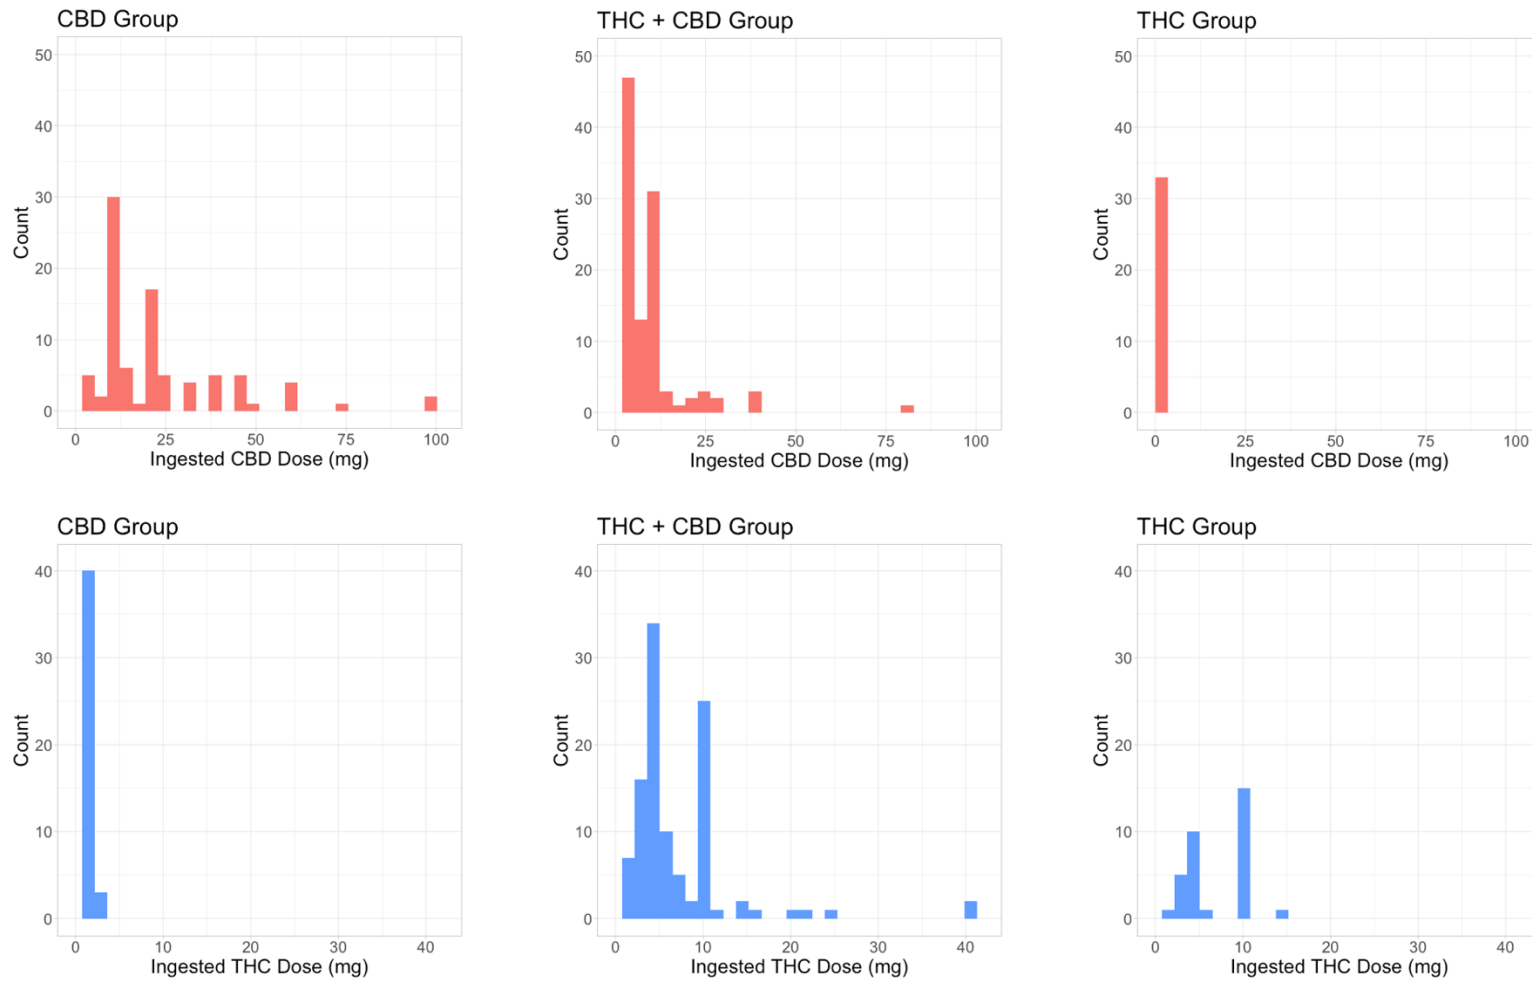 CBD Group
THC + CBD Group
THC Group
50
40
30
20
10
0
Count
0 25 50 75 100
Ingested CBD Dose (mg)
50
40
30
20
10
0
Count
0 25 50 75 100
Ingested CBD Dose (mg)
50
40
30
20
10
0
Count
0 25 50 75 100
Ingested CBD Dose (mg)
CBD Group
THC + CBD Group
THC Group
40
30
20
10
0
Count
0 10 20 30 40
Ingested THC Dose (mg)
40
30
20
10
0
Count
0 10 20 30 40
Ingested THC Dose (mg)
40
30
20
10
0
Count
0 10 20 30 40
Ingested THC Dose (mg)